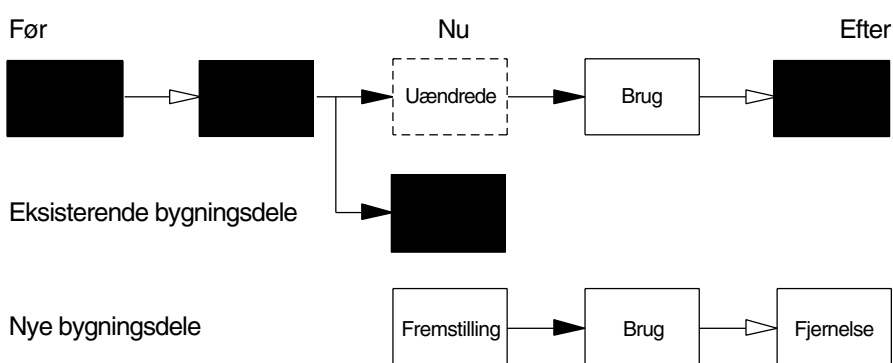 Før Nu Efter
Uændrede Brug
Eksisterende bygningsdele
Nye bygningsdele Fremstilling Brug Fjernelse